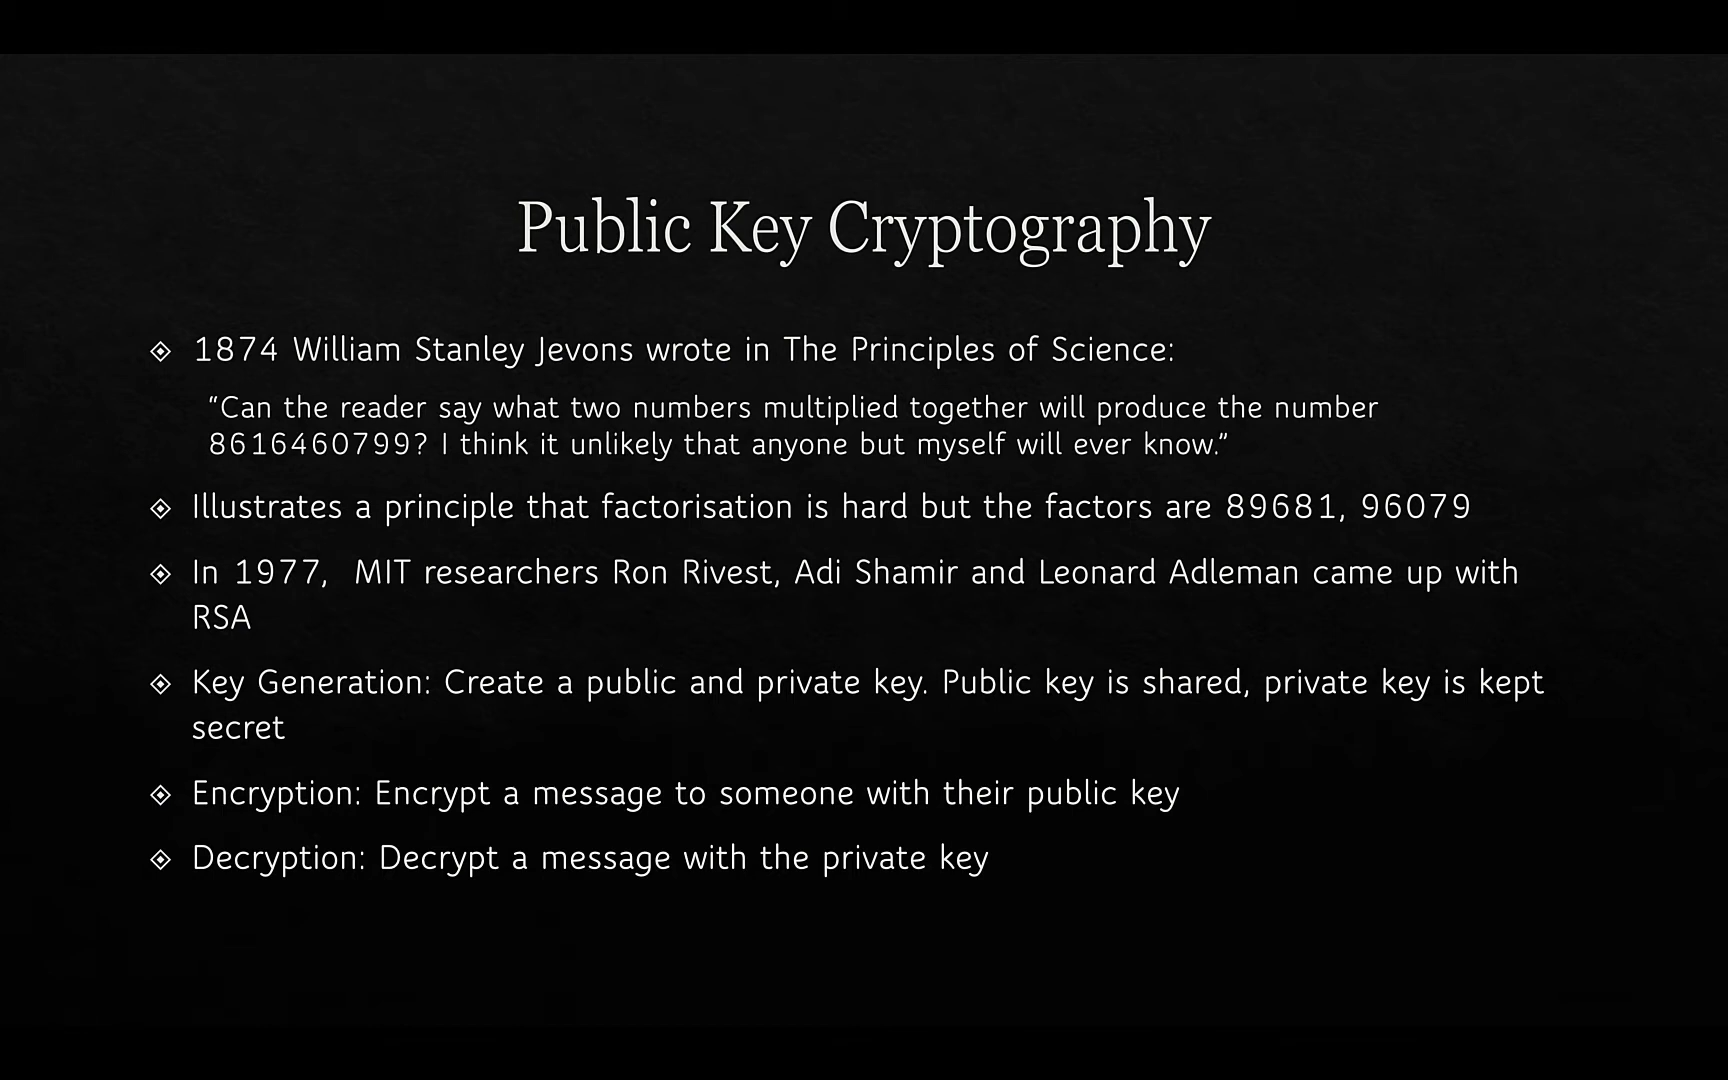 Public Key Cryptography
1874 William Stanley Jevons wrote in The Principles of Science:
“Can the reader say what two numbers multiplied together will produce the number
8616460799? I think it unlikely that anyone but myself will ever know.”
Illustrates a principle that factorisation is hard but the factors are 89681, 96079
In 1977,  MIT researchers Ron Rivest, Adi Shamir and Leonard Adleman came up with
RSA
Key Generation: Create a public and private key. Public key is shared, private key is kept
secret
Encryption: Encrypt a message to someone with their public key
Decryption: Decrypt a message with the private key